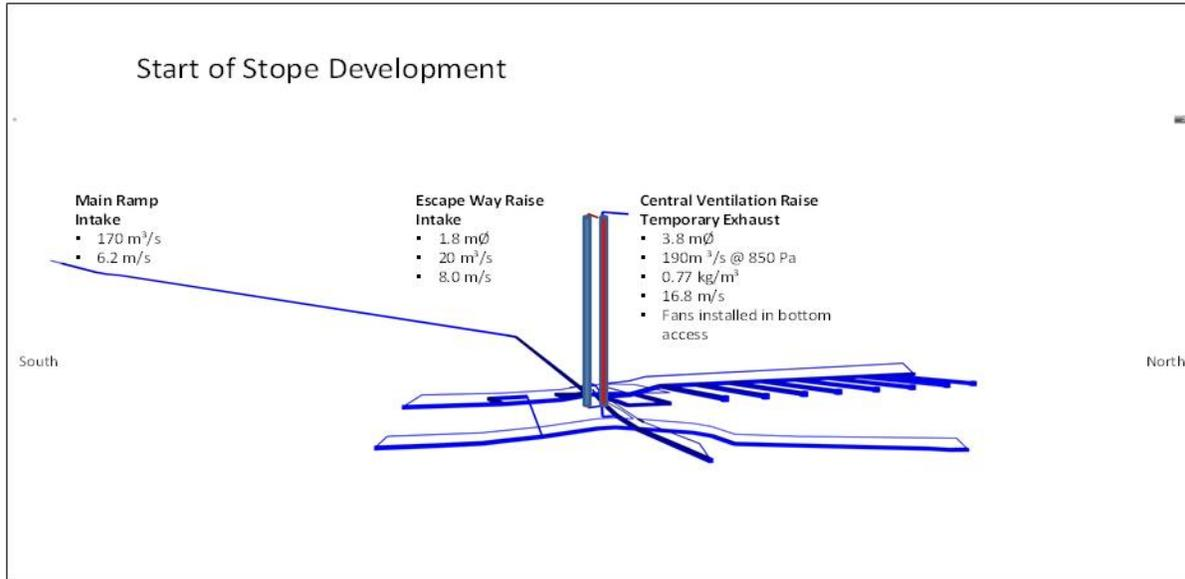 Start of Stope Development
Main Ramp
Intake
▪ 170 m³/s
▪ 6.2 m/s
Escape Way Raise
Intake
▪ 1.8 mØ
▪ 20 m³/s
▪ 8.0 m/s
Central Ventilation Raise
Temporary Exhaust
▪ 3.8 mØ
▪ 190m ³/s @ 850 Pa
▪ 0.77 kg/m³
▪ 16.8 m/s
▪ Fans installed in bottom
access
South
North